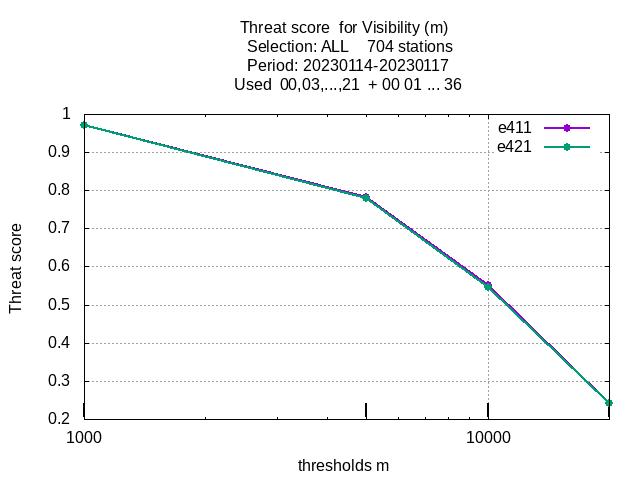 Threat score  for Visibility (m)
Selection: ALL    704 stations
Period: 20230114-20230117
Used  00,03,...,21  + 00 01 ... 36
1
0.9
0.8
0.7
0.6
0.5
0.4
0.3
0.2
Threat score
e411
e421
1000
10000
thresholds m